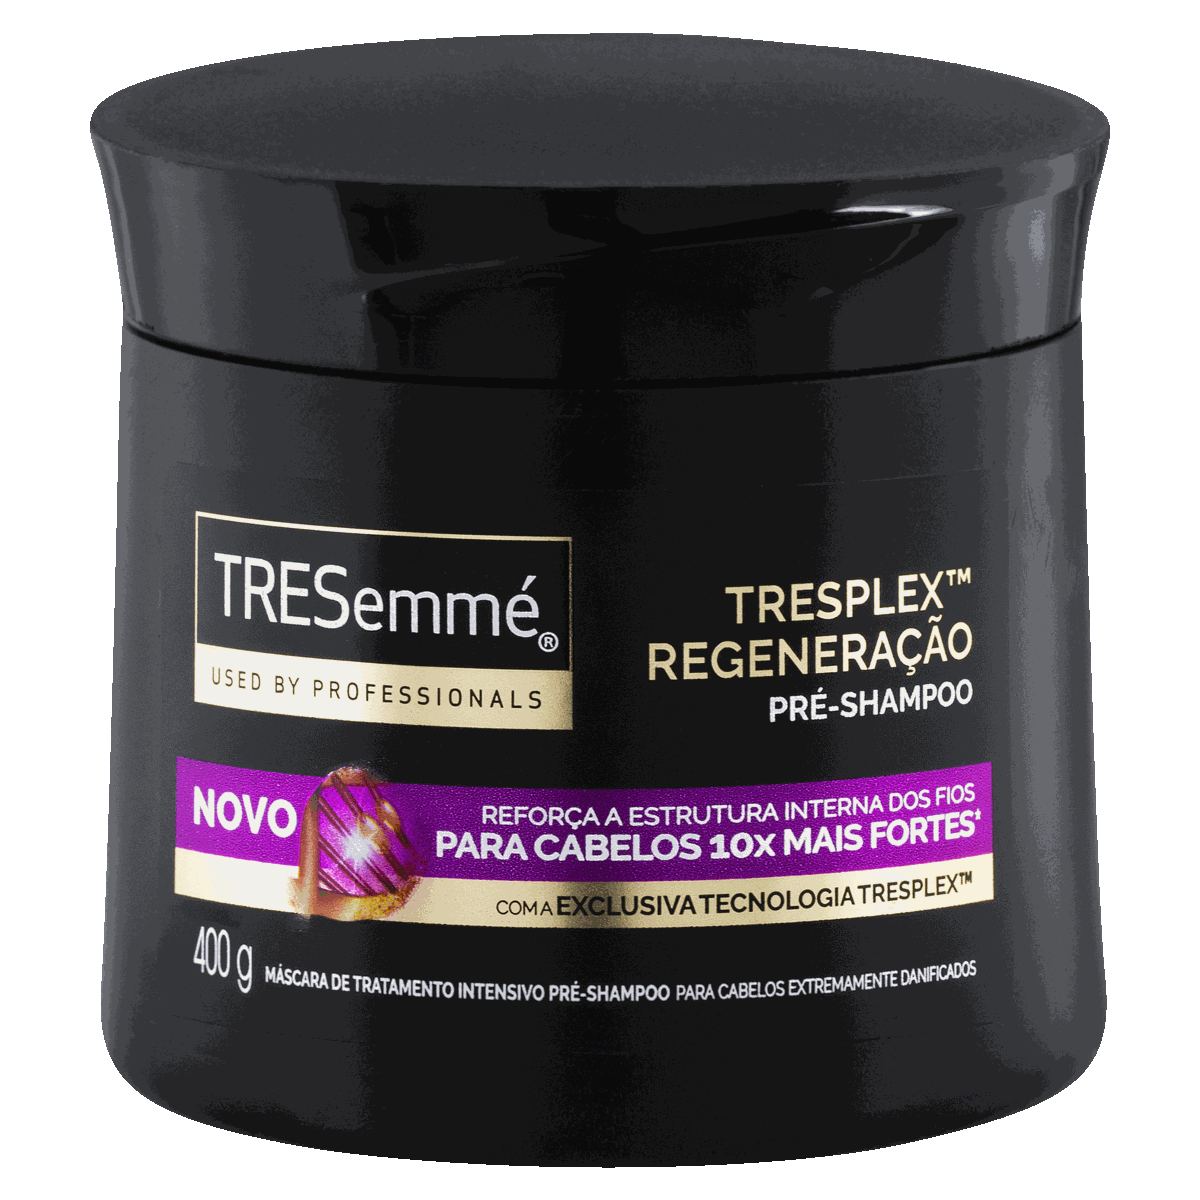 TRESemmé®
USED BY PROFESSIONALS
TRESPLEX™
REGENERAÇÃO
PRÉ-SHAMPOO
NOVO
REFORÇA A ESTRUTURA INTERNA DOS FIOS
PARA CABELOS 10X MAIS FORTES*
COM A EXCLUSIVA TECNOLOGIA TRESPLEX™
400 g
MÁSCARA DE TRATAMENTO INTENSIVO PRÉ-SHAMPOO PARA CABELOS EXTREMAMENTE DANIFICADOS